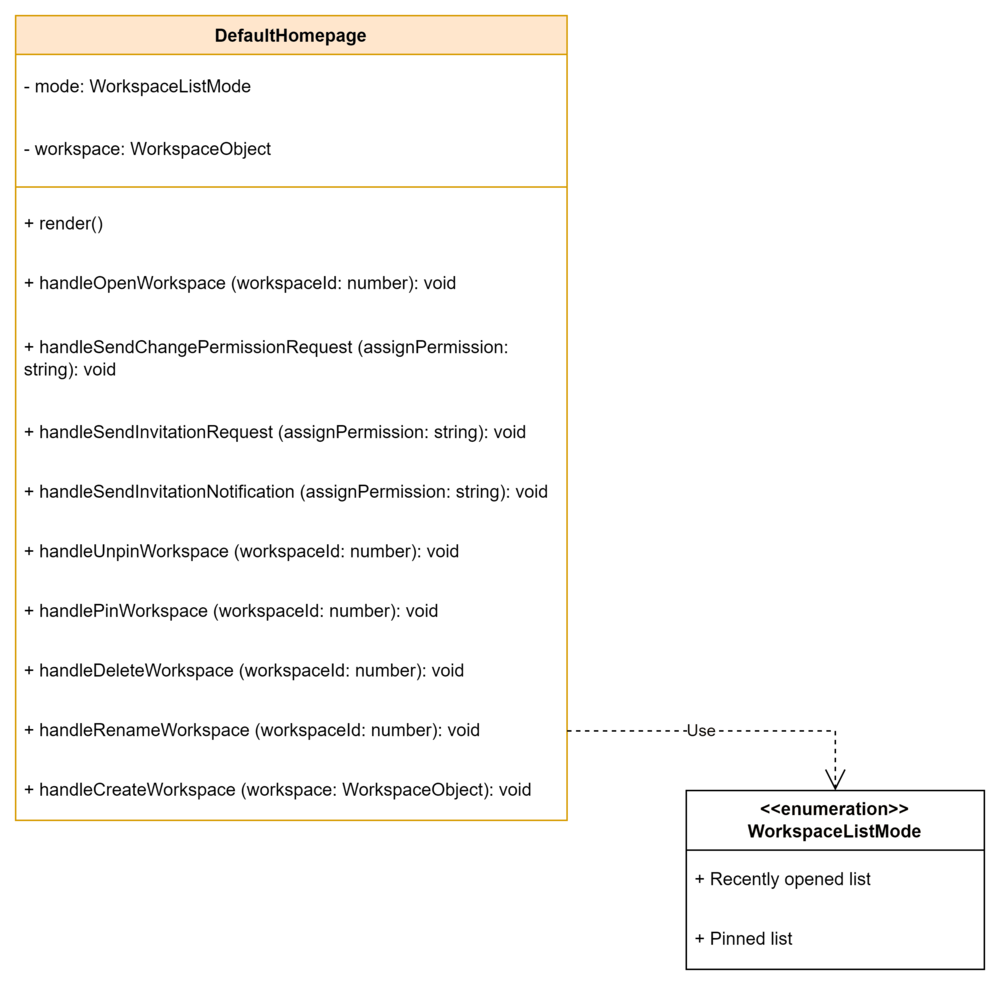 DefaultHomepage
- mode: WorkspaceListMode
- workspace: WorkspaceObject
+ render()
+ handleOpenWorkspace (workspaceId: number): void
+ handleSendChangePermissionRequest (assignPermission:
string): void
+ handleSendInvitationRequest (assignPermission: string): void
+ handleSendInvitationNotification (assignPermission: string): void
+ handleUnpinWorkspace (workspaceId: number): void
+ handlePinWorkspace (workspaceId: number): void
+ handleDeleteWorkspace (workspaceId: number): void
+ handleRenameWorkspace (workspaceId: number): void
Use
+ handleCreateWorkspace (workspace: WorkspaceObject): void
<<enumeration>>
WorkspaceListMode
+ Recently opened list
+ Pinned list